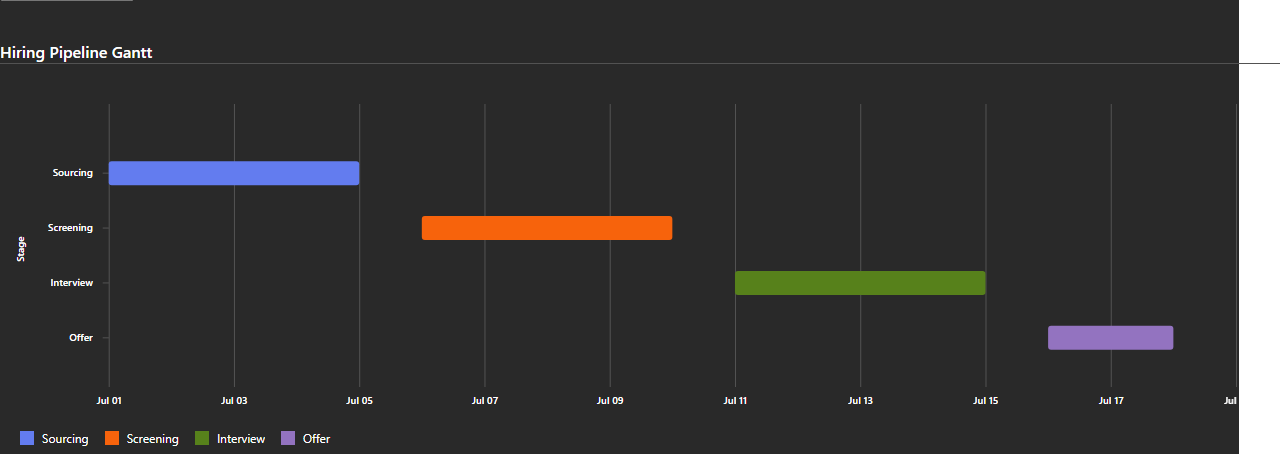 Hiring Pipeline Gantt
Stage
Sourcing
Screening
Interview
Offer
Jul 01 Jul 03 Jul 05 Jul 07 Jul 09 Jul 11 Jul 13 Jul 15 Jul 17 Jul
Sourcing Screening Interview Offer